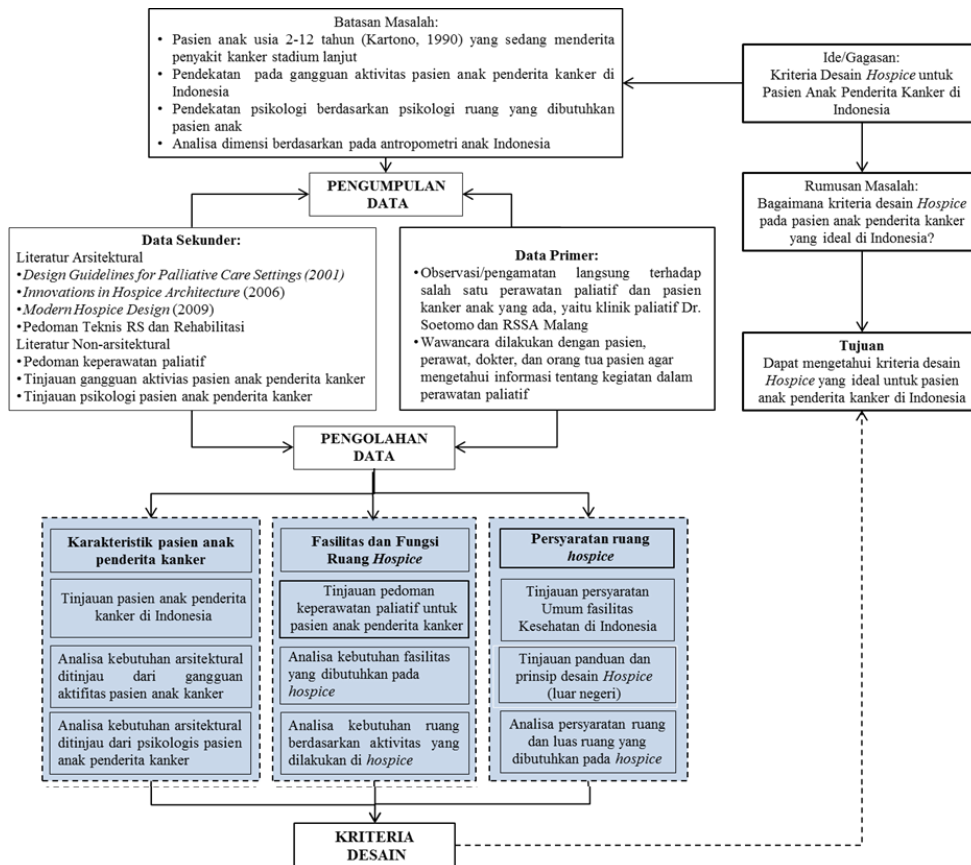 Batasan Masalah:
• Pasien anak usia 2-12 tahun (Kartono, 1990) yang sedang menderita
penyakit kanker stadium lanjut
• Pendekatan pada gangguan aktivitas pasien anak penderita kanker di
Indonesia
• Pendekatan psikologi berdasarkan psikologi ruang yang dibutuhkan
pasien anak
• Analisa dimensi berdasarkan pada antropometri anak Indonesia
Ide/Gagasan:
Kriteria Desain Hospice untuk
Pasien Anak Penderita Kanker di
Indonesia
Rumusan Masalah:
Bagaimana kriteria desain Hospice
pada pasien anak penderita kanker
yang ideal di Indonesia?
Tujuan
Dapat mengetahui kriteria desain
Hospice yang ideal untuk pasien
anak penderita kanker di Indonesia
PENGUMPULAN
DATA
Data Sekunder:
Literatur Arsitektural
•Design Guidelines for Palliative Care Settings (2001)
•Innovations in Hospice Architecture (2006)
•Modern Hospice Design (2009)
•Pedoman Teknis RS dan Rehabilitasi
Literatur Non-arsitektural
•Pedoman keperawatan paliatif
•Tinjauan gangguan aktivias pasien anak penderita kanker
•Tinjauan psikologi pasien anak penderita kanker
Data Primer:
•Observasi/pengamatan langsung terhadap
salah satu perawatan paliatif dan pasien
kanker anak yang ada, yaitu klinik paliatif Dr.
Soetomo dan RSSA Malang
•Wawancara dilakukan dengan pasien,
perawat, dokter, dan orang tua pasien agar
mengetahui informasi tentang kegiatan dalam
perawatan paliatif
PENGOLAHAN
DATA
Karakteristik pasien anak
penderita kanker
Tinjauan pasien anak penderita
kanker di Indonesia
Analisa kebutuhan arsitektural
ditinjau dari gangguan
aktifitas pasien anak kanker
Analisa kebutuhan arsitektural
ditinjau dari psikologis pasien
anak penderita kanker
Fasilitas dan Fungsi
Ruang Hospice
Tinjauan pedoman
keperawatan paliatif untuk
pasien anak penderita kanker
Analisa kebutuhan fasilitas
yang dibutuhkan pada
hospice
Analisa kebutuhan ruang
berdasarkan aktivitas yang
dilakukan di hospice
Persyaratan ruang
hospice
Tinjauan persyaratan
Umum fasilitas
Kesehatan di Indonesia
Tinjauan panduan dan
prinsip desain Hospice
(luar negeri)
Analisa persyaratan ruang
dan luas ruang yang
dibutuhkan pada hospice
KRITERIA
DESAIN